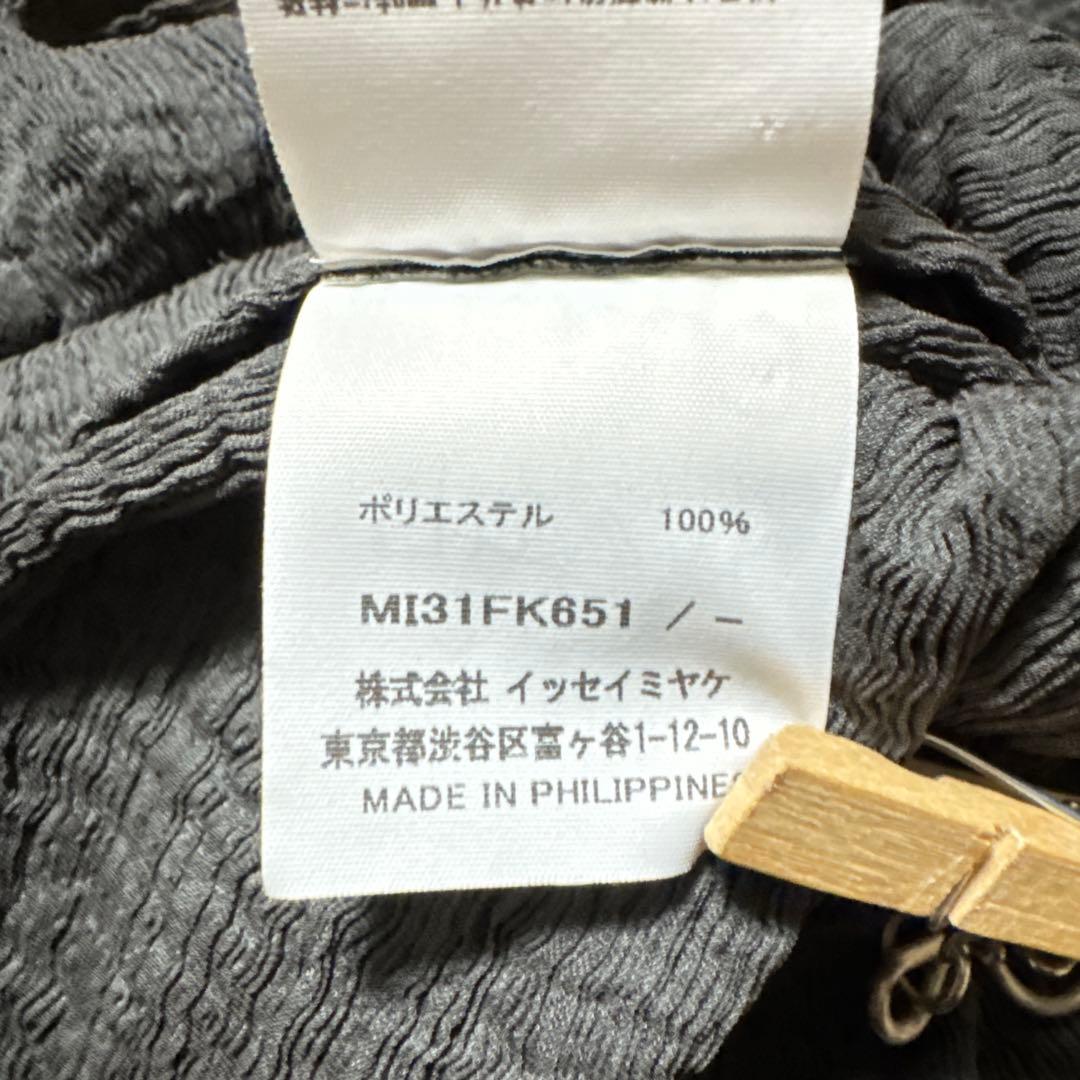 ポリエステル 100%
MI31FK651 / –
株式会社 イッセイミヤケ
東京都渋谷区富ヶ谷1-12-10
MADE IN PHILIPPINES